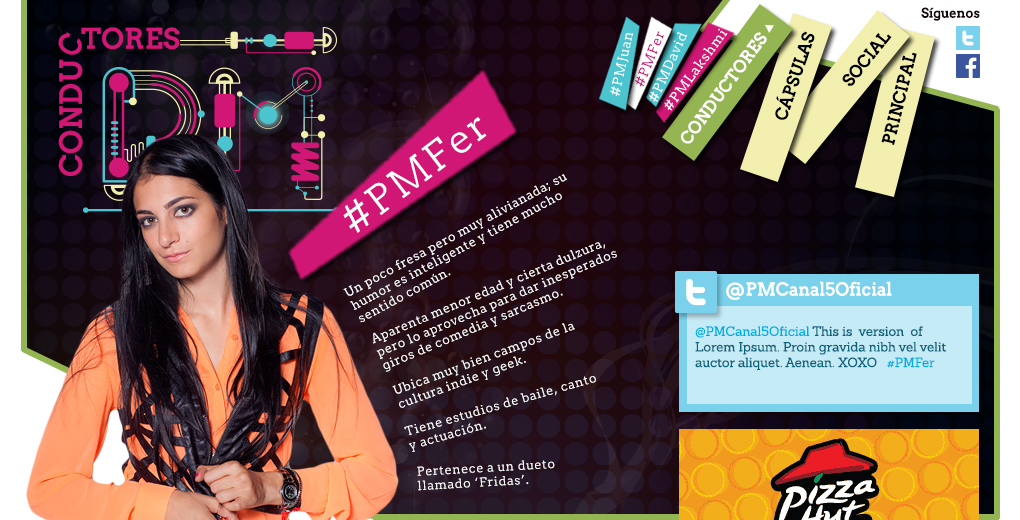 CONDUCTORES
PM
#PMJuan
#PMFer
#PMDavid
#PMLakshmi
CONDUCTORES
CÁPSULAS
SOCIAL
PRINCIPAL
Síguenos
#PMFer
Un poco fresa pero muy alivianada; su
humor es inteligente y tiene mucho
sentido común.
Aparenta menor edad y cierta dulzura,
pero lo aprovecha para dar inesperados
giros de comedia y sarcasmo.
Ubica muy bien campos de la
cultura indie y geek.
Tiene estudios de baile, canto
y actuación.
Pertenece a un dueto
llamado ‘Fridas’.
@PMCanal5Oficial
@PMCanal5Oficial This is version of
Lorem Ipsum. Proin gravida nibh vel velit
auctor aliquet. Aenean. XOXO #PMFer
Pizza
Hut